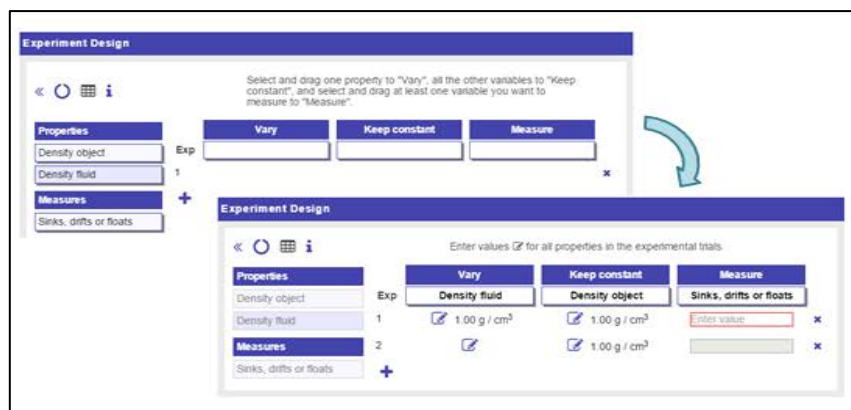 Experiment Design
Select and drag one property to "Vary", all the other variables to "Keep
constant", and select and drag at least one variable you want to
measure to "Measure".
Properties
Vary Keep constant Measure
Density object
Exp
Density fluid
1
Measures
Sinks, drifts or floats
Experiment Design
Enter values for all properties in the experimental trials.
Properties
Vary Keep constant Measure
Density object
Exp Density fluid Density object Sinks, drifts or floats
Density fluid
1 1.00 g / cm³ 1.00 g / cm³ Enter value
Measures
2 1.00 g / cm³
Sinks, drifts or floats